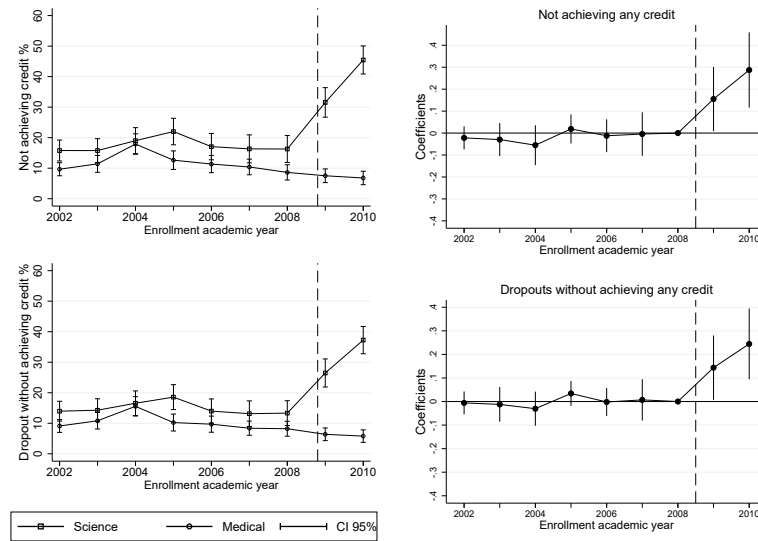 Not achieving credit %
60
50
40
30
20
10
0
2002 2004 2006 2008 2010
Enrollment academic year
Not achieving any credit
Coefficients
.4
.3
.2
.1
0
-.1
-.2
-.3
-.4
2002 2004 2006 2008 2010
Enrollment academic year
Dropout without achieving credit %
60
50
40
30
20
10
0
2002 2004 2006 2008 2010
Enrollment academic year
Dropouts without achieving any credit
Coefficients
.4
.3
.2
.1
0
-.1
-.2
-.3
-.4
2002 2004 2006 2008 2010
Enrollment academic year
Science Medical CI 95%